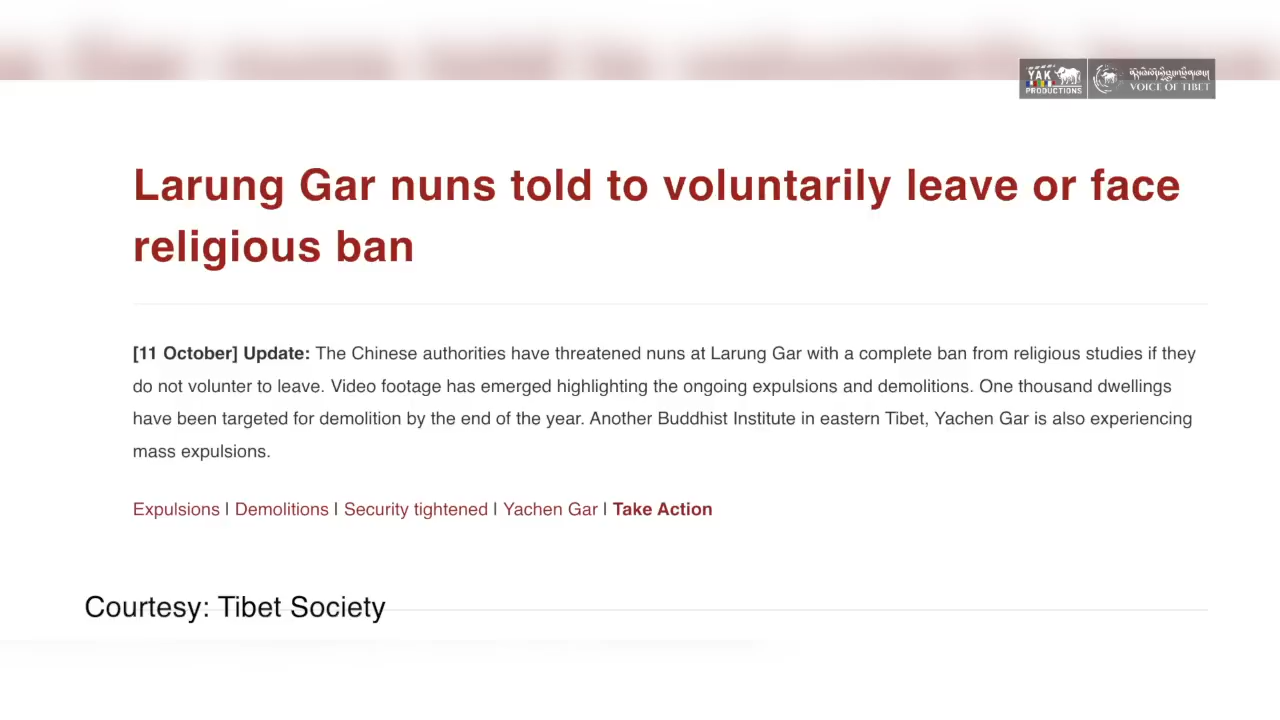 YAK
PRODUCTIONS
VOICE OF TIBET
Larung Gar nuns told to voluntarily leave or face
religious ban
[11 October] Update: The Chinese authorities have threatened nuns at Larung Gar with a complete ban from religious studies if they
do not volunter to leave. Video footage has emerged highlighting the ongoing expulsions and demolitions. One thousand dwellings
have been targeted for demolition by the end of the year. Another Buddhist Institute in eastern Tibet, Yachen Gar is also experiencing
mass expulsions.
Expulsions | Demolitions | Security tightened | Yachen Gar | Take Action
Courtesy: Tibet Society